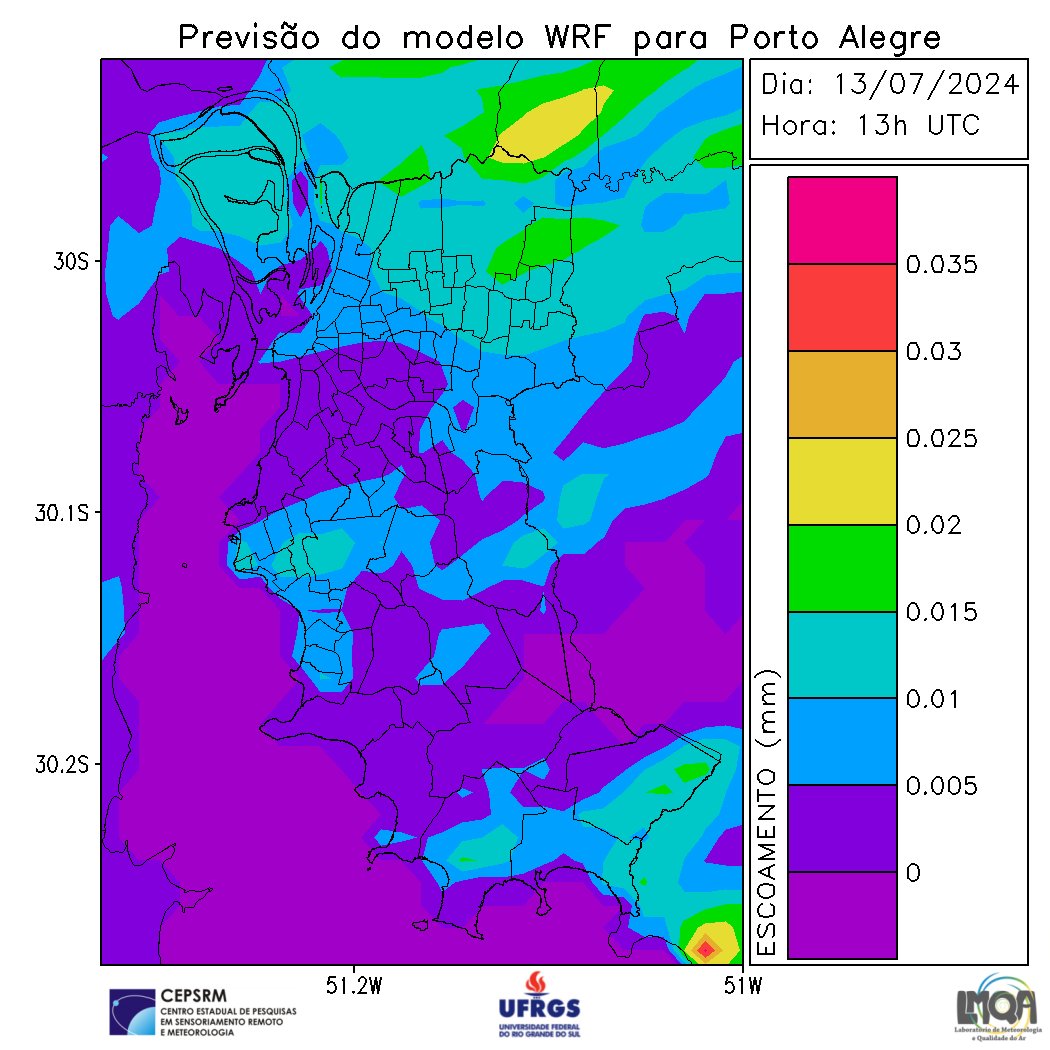 Previsão do modelo WRF para Porto Alegre
Dia: 13/07/2024
Hora: 13h UTC
30S
30.1S
30.2S
51.2W
51W
ESCOAMENTO (mm)
0.035
0.03
0.025
0.02
0.015
0.01
0.005
0
CEPSRM
CENTRO ESTADUAL DE PESQUISAS
EM SENSORIAMENTO REMOTO
E METEOROLOGIA
UFRGS
UNIVERSIDADE FEDERAL
DO RIO GRANDE DO SUL
LMQA
Laboratório de Meteorologia
e Qualidade do Ar